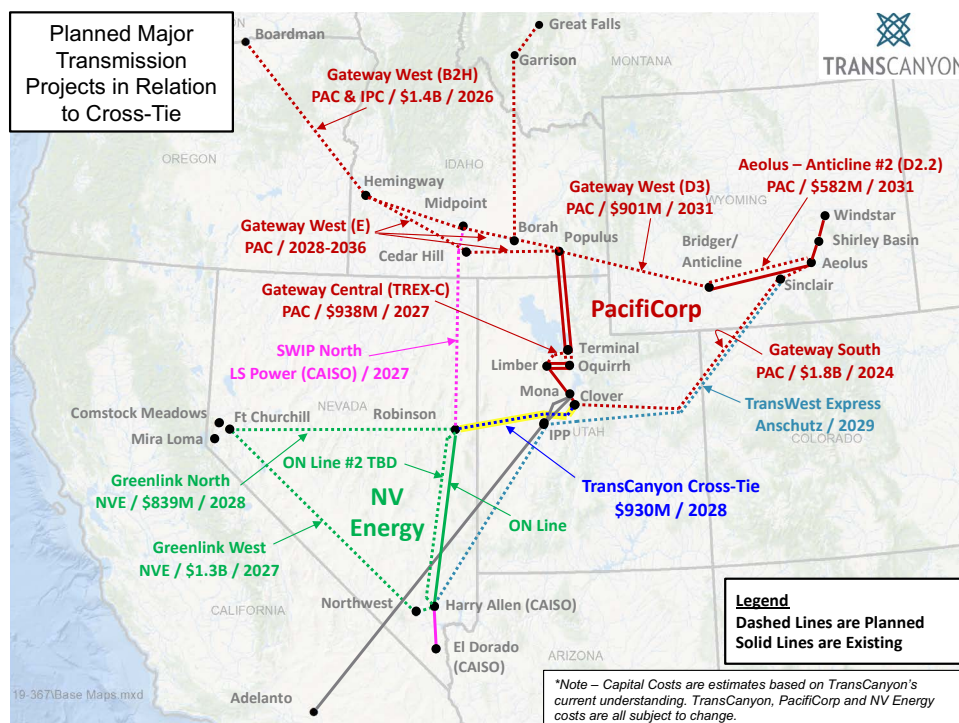 Planned Major
Transmission
Projects in Relation
to Cross-Tie
Boardman
Great Falls
Garrison
MONTANA
TRANSCANYON
Gateway West (B2H)
PAC & IPC / $1.4B / 2026
OREGON
IDAHO
Hemingway
Midpoint
Gateway West (D3)
PAC / $901M / 2031
Aeolus – Anticline #2 (D2.2)
PAC / $582M / 2031
WYOMING
Windstar
Shirley Basin
Aeolus
Sinclair
Gateway West (E)
PAC / 2028-2036
Borah
Populus
Cedar Hill
Bridger/
Anticline
Gateway Central (TREX-C)
PAC / $938M / 2027
PacifiCorp
SWIP North
LS Power (CAISO) / 2027
Terminal
Limber
Oquirrh
Gateway South
PAC / $1.8B / 2024
Mona
Clover
Comstock Meadows
Ft Churchill
NEVADA
Robinson
Mira Loma
IPP
UTAH
TransWest Express
Anschutz / 2029
COLORADO
ON Line #2 TBD
Greenlink North
NVE / $839M / 2028
NV
Energy
ON Line
TransCanyon Cross-Tie
$930M / 2028
Greenlink West
NVE / $1.3B / 2027
CALIFORNIA
Northwest
Harry Allen (CAISO)
El Dorado
(CAISO)
ARIZONA
Adelanto
Legend
Dashed Lines are Planned
Solid Lines are Existing
19-367\Base Maps.mxd
*Note – Capital Costs are estimates based on TransCanyon's
current understanding. TransCanyon, PacifiCorp and NV Energy
costs are all subject to change.